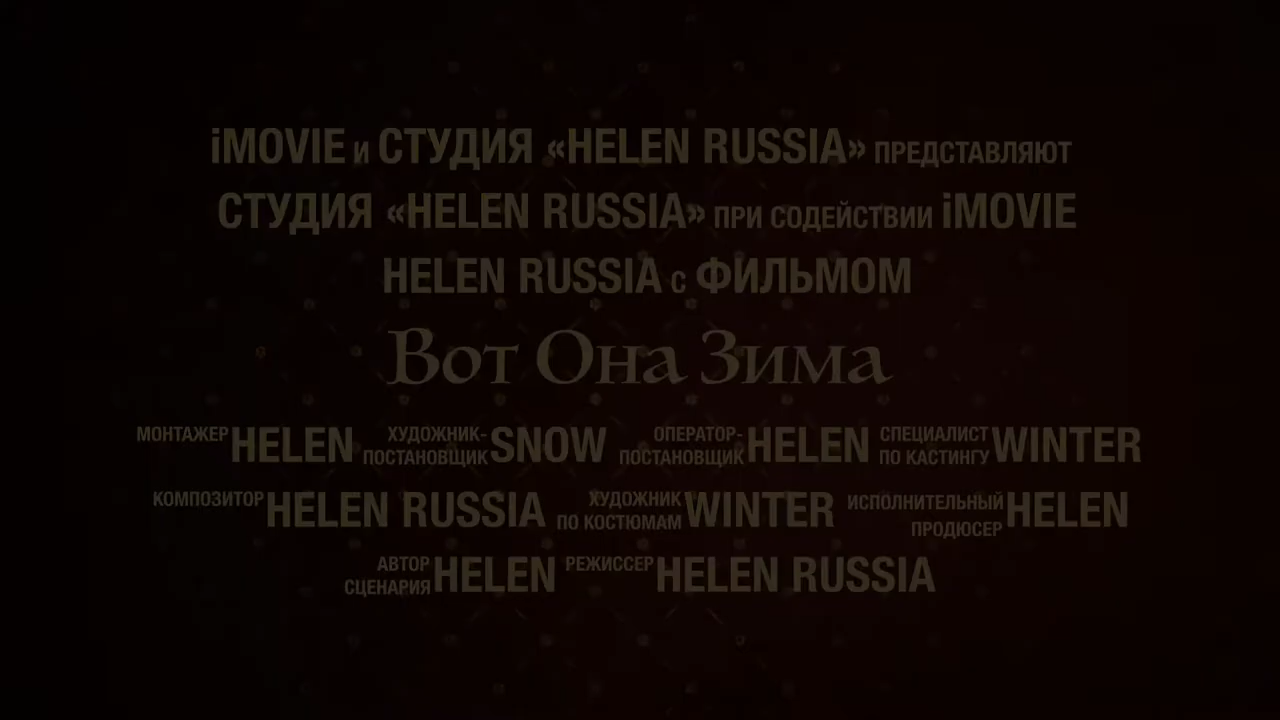 iMOVIE И СТУДИЯ «HELEN RUSSIA» ПРЕДСТАВЛЯЮТ
СТУДИЯ «HELEN RUSSIA» ПРИ СОДЕЙСТВИИ iMOVIE
HELEN RUSSIA С ФИЛЬМОМ
Вот Она Зима
МОНТАЖЕР HELEN ХУДОЖНИК-ПОСТАНОВЩИК SNOW ОПЕРАТОР-ПОСТАНОВЩИК HELEN СПЕЦИАЛИСТ ПО КАСТИНГУ WINTER
КОМПОЗИТОР HELEN RUSSIA ХУДОЖНИК ПО КОСТЮМАМ WINTER ИСПОЛНИТЕЛЬНЫЙ ПРОДЮСЕР HELEN
АВТОР СЦЕНАРИЯ HELEN РЕЖИССЕР HELEN RUSSIA